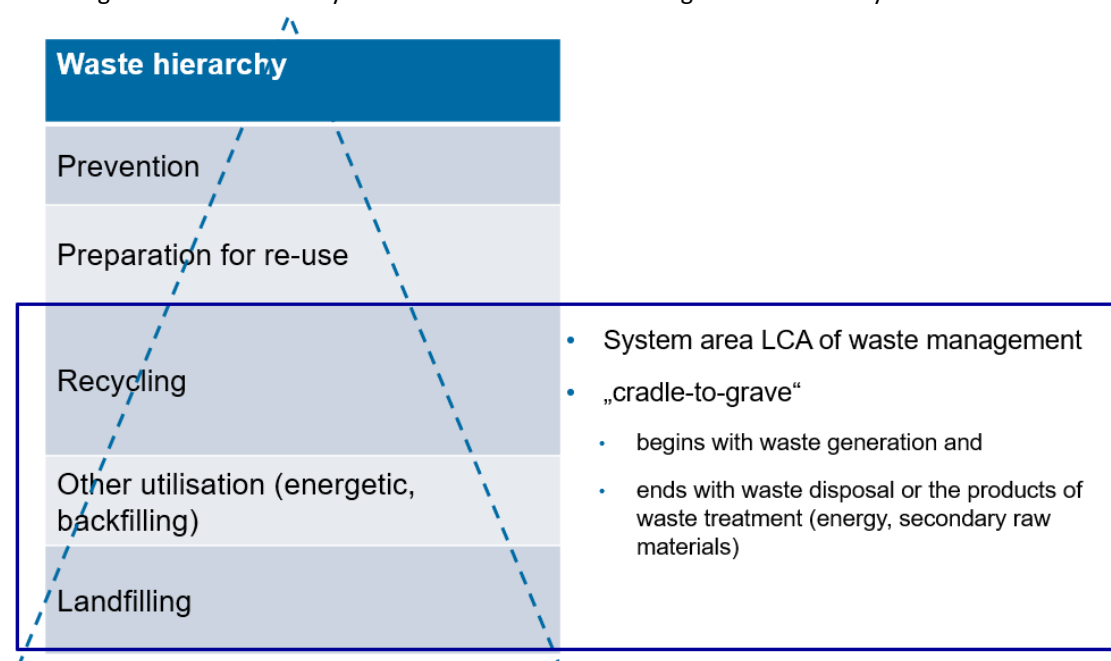 Waste hierarchy
Prevention
Preparation for re-use
Recycling
Other utilisation (energetic,
backfilling)
Landfilling
• System area LCA of waste management
• „cradle-to-grave“
• begins with waste generation and
• ends with waste disposal or the products of
waste treatment (energy, secondary raw
materials)